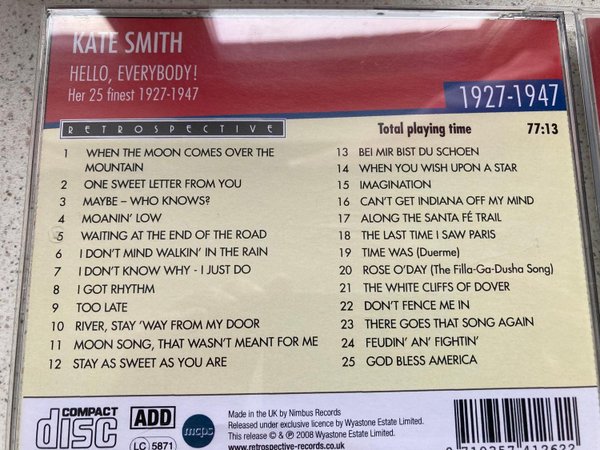 KATE SMITH
HELLO, EVERYBODY!
Her 25 finest 1927-1947
1927-1947
RETROSPECTIVE
Total playing time 77:13
1 WHEN THE MOON COMES OVER THE
MOUNTAIN
2 ONE SWEET LETTER FROM YOU
3 MAYBE – WHO KNOWS?
4 MOANIN' LOW
5 WAITING AT THE END OF THE ROAD
6 I DON'T MIND WALKIN' IN THE RAIN
7 I DON'T KNOW WHY - I JUST DO
8 I GOT RHYTHM
9 TOO LATE
10 RIVER, STAY 'WAY FROM MY DOOR
11 MOON SONG, THAT WASN'T MEANT FOR ME
12 STAY AS SWEET AS YOU ARE
13 BEI MIR BIST DU SCHOEN
14 WHEN YOU WISH UPON A STAR
15 IMAGINATION
16 CAN'T GET INDIANA OFF MY MIND
17 ALONG THE SANTA FÉ TRAIL
18 THE LAST TIME I SAW PARIS
19 TIME WAS (Duerme)
20 ROSE O'DAY (The Filla-Ga-Dusha Song)
21 THE WHITE CLIFFS OF DOVER
22 DON'T FENCE ME IN
23 THERE GOES THAT SONG AGAIN
24 FEUDIN' AN' FIGHTIN'
25 GOD BLESS AMERICA
COMPACT
disc
ADD
LC 5871
mcps
Made in the UK by Nimbus Records
Recording under exclusive licence by Wyastone Estate Limited.
This release © & ℗ 2008 Wyastone Estate Limited.
www.retrospective-records.co.uk